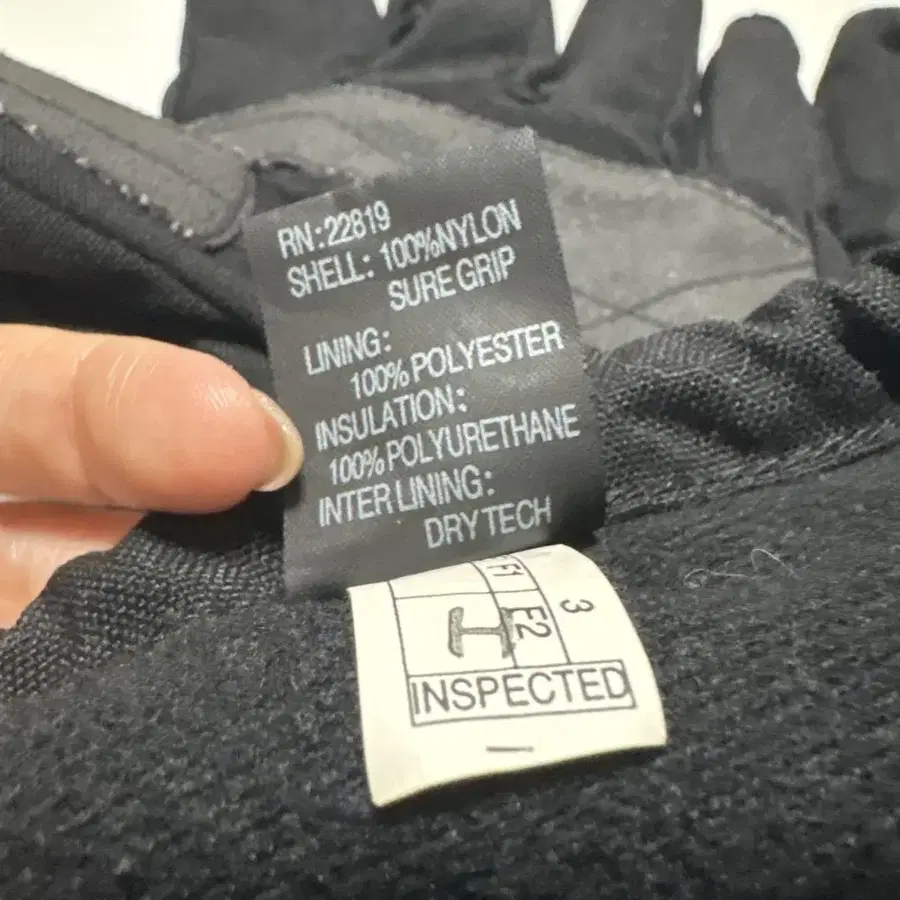 RN:22819
SHELL: 100%NYLON
SURE GRIP
LINING:
100% POLYESTER
INSULATION:
100% POLYURETHANE
INTER LINING:
DRY TECH
F1
3
E2
H
INSPECTED